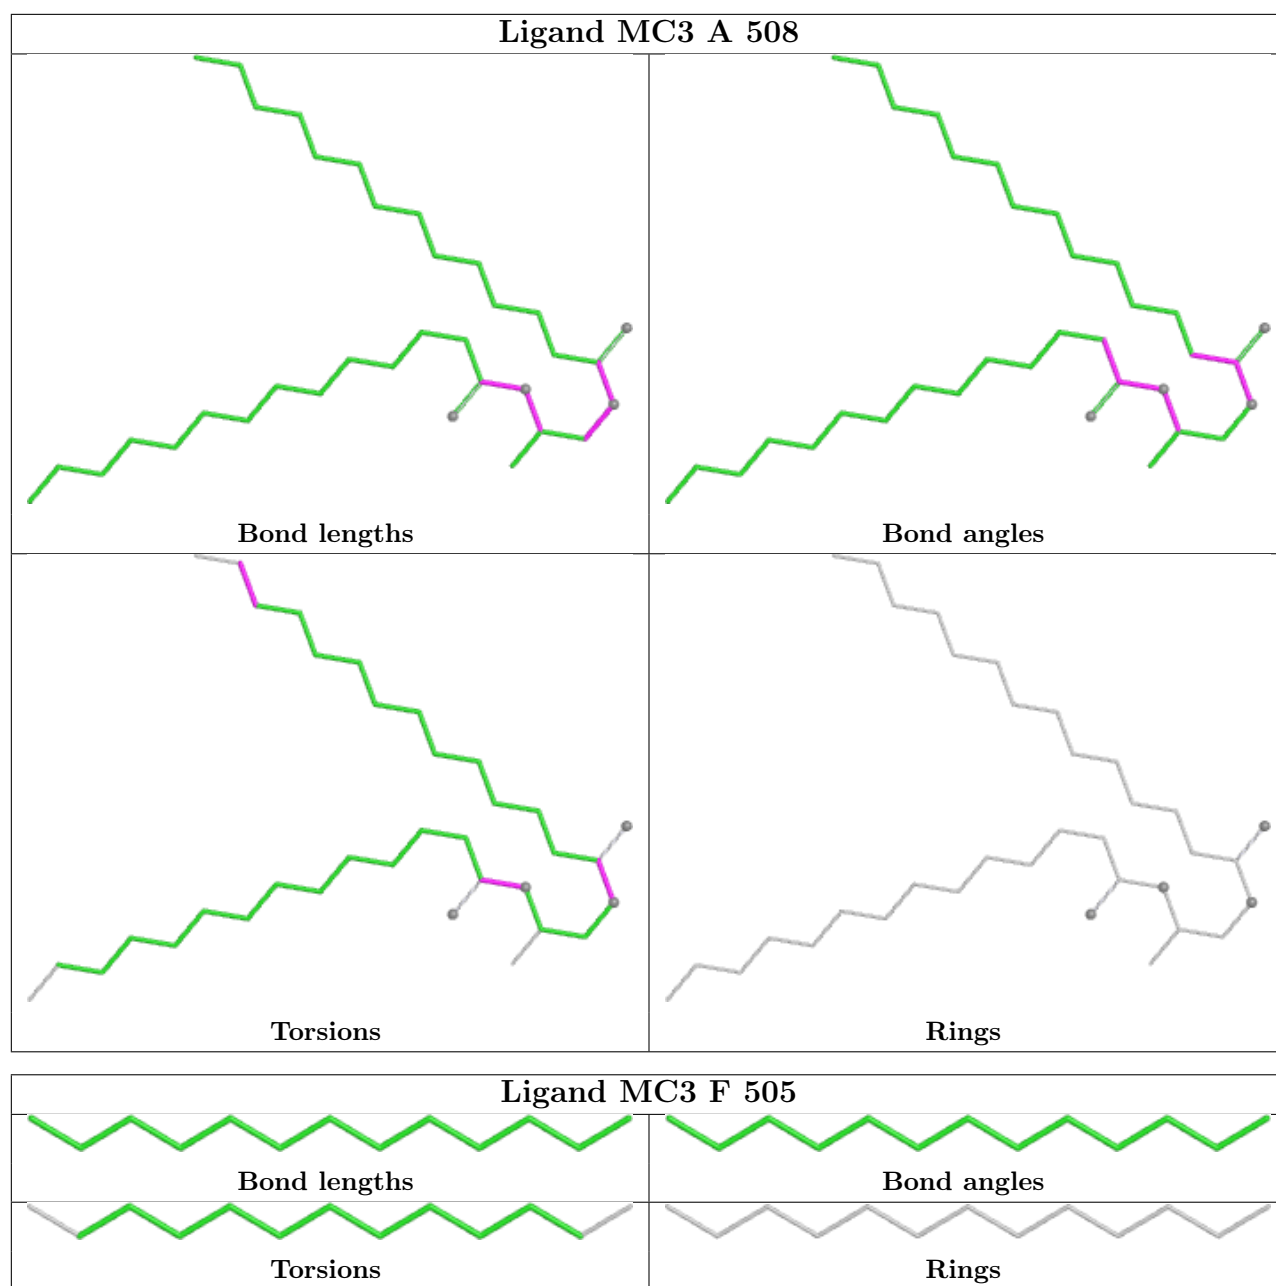 Ligand MC3 A 508
Bond lengths
Bond angles
Torsions
Rings
Ligand MC3 F 505
Bond lengths
Bond angles
Torsions
Rings